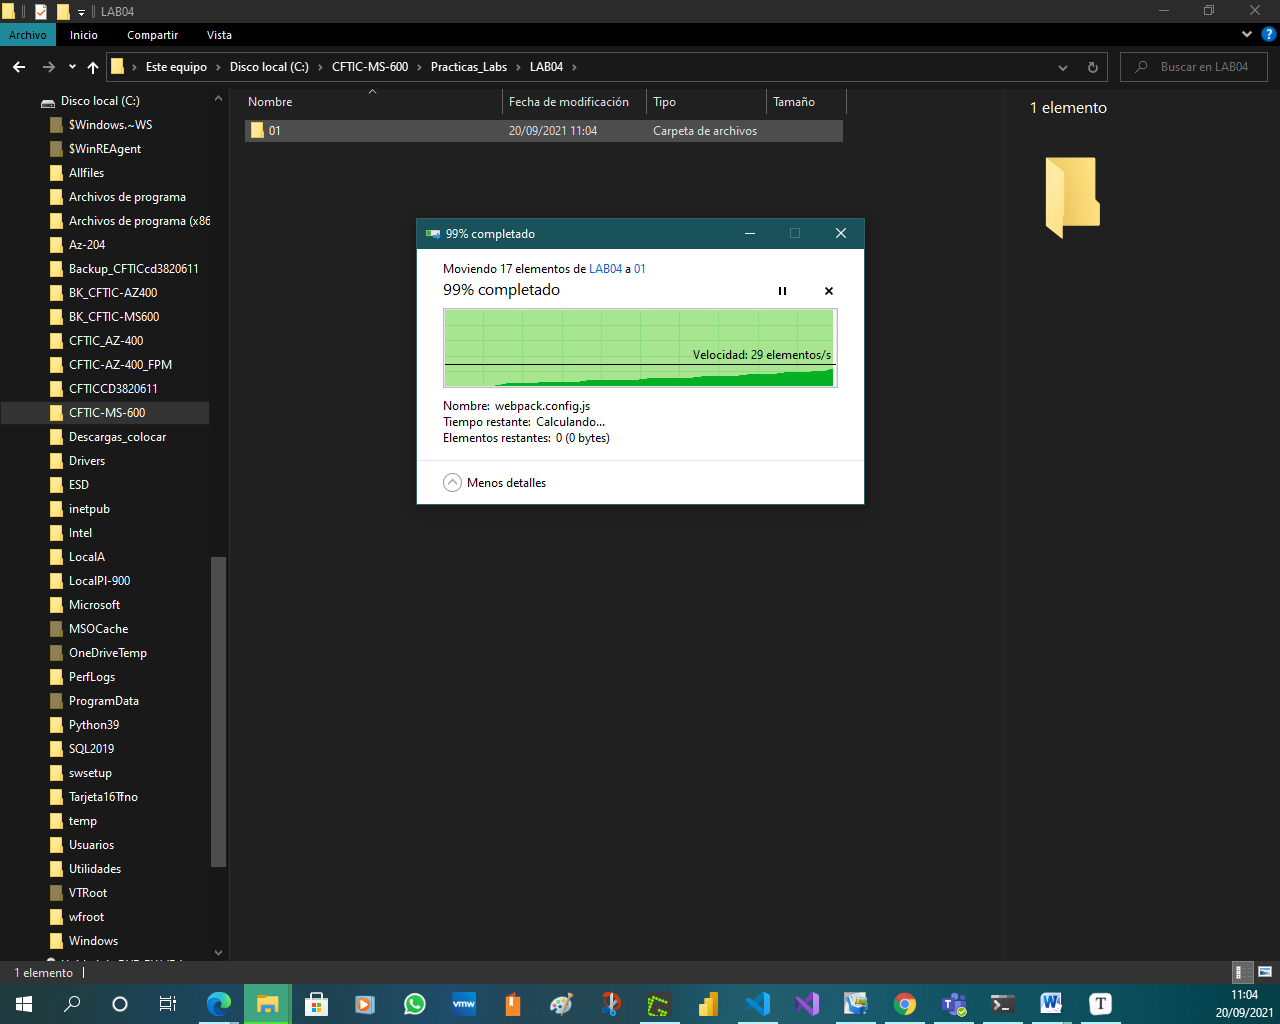 LAB04
Archivo Inicio Compartir Vista
Este equipo Disco local (C:) CFTIC-MS-600 Practicas_Labs LAB04
Buscar en LAB04
Disco local (C:)
$Windows.~WS
$WinREAgent
Allfiles
Archivos de programa
Archivos de programa (x86
Az-204
Backup_CFTICcd3820611
BK_CFTIC-AZ400
BK_CFTIC-MS600
CFTIC_AZ-400
CFTIC-AZ-400_FPM
CFTICCD3820611
CFTIC-MS-600
Descargas_colocar
Drivers
ESD
inetpub
Intel
LocalA
LocalPI-900
Microsoft
MSOCache
OneDriveTemp
PerfLogs
ProgramData
Python39
SQL2019
swsetup
Tarjeta16Tfno
temp
Usuarios
Utilidades
VTRoot
wfroot
Windows
Nombre Fecha de modificación Tipo Tamaño
01 20/09/2021 11:04 Carpeta de archivos
1 elemento
99% completado
Moviendo 17 elementos de LAB04 a 01
99% completado
Velocidad: 29 elementos/s
Nombre: webpack.config.js
Tiempo restante: Calculando...
Elementos restantes: 0 (0 bytes)
Menos detalles
1 elemento
vmw
W
T
11:04
20/09/2021